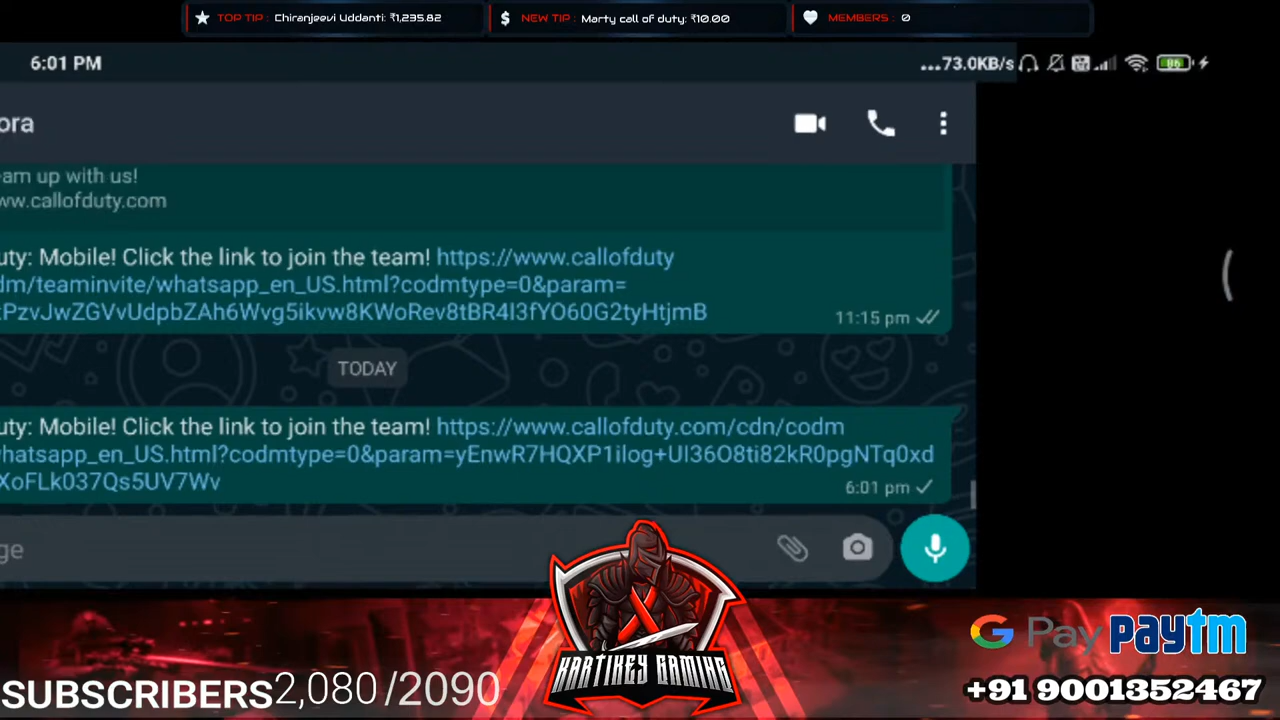 TOP TIP : Chiranjeevi Uddanti: ₹1,235.82
NEW TIP : Marty call of duty: ₹10.00
MEMBERS : 0
6:01 PM
...73.0KB/s
86
ora
eam up with us!
ww.callofduty.com
uty: Mobile! Click the link to join the team! https://www.callofduty
dm/teaminvite/whatsapp_en_US.html?codmtype=0&param=
PzvJwZGVvUdpbZAh6Wvg5ikvw8KWoRev8tBR4l3fYO60G2tyHtjmB
11:15 pm
TODAY
uty: Mobile! Click the link to join the team! https://www.callofduty.com/cdn/codm
whatsapp_en_US.html?codmtype=0&param=yEnwR7HQXP1ilog+UI36O8ti82kR0pgNTq0xd
XoFLk037Qs5UV7Wv
6:01 pm
ge
KARTIKEY GAMING
G Pay paytm
SUBSCRIBERS 2,080/2090
+91 9001352467